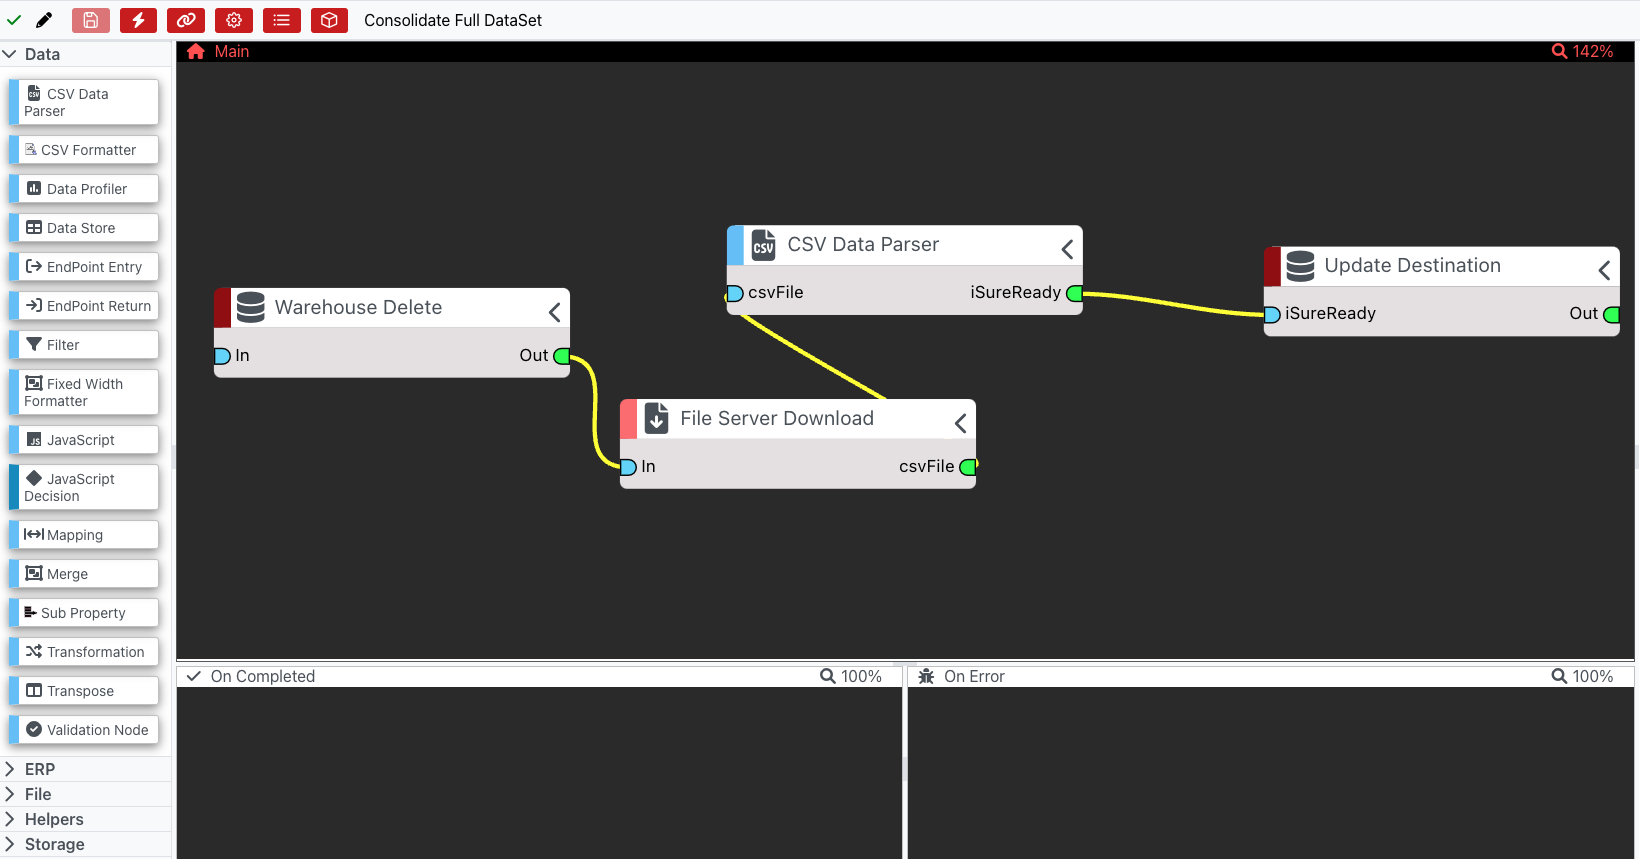 Consolidate Full DataSet
Data
CSV Data
Parser
CSV Formatter
Data Profiler
Data Store
EndPoint Entry
EndPoint Return
Filter
Fixed Width
Formatter
JavaScript
JavaScript
Decision
Mapping
Merge
Sub Property
Transformation
Transpose
Validation Node
ERP
File
Helpers
Storage
Main
142%
CSV Data Parser
csvFile
iSureReady
Update Destination
iSureReady
Out
Warehouse Delete
In
Out
File Server Download
In
csvFile
On Completed
100%
On Error
100%